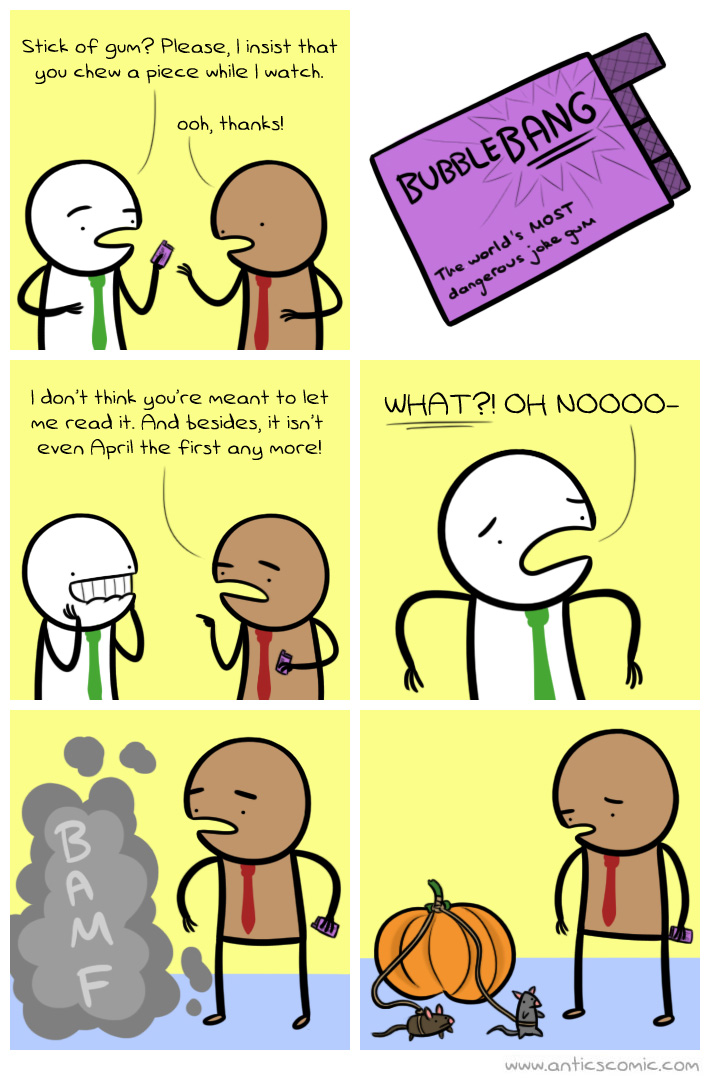 Stick of gum? Please, I insist that
you chew a piece while I watch.
ooh, thanks!
BUBBLEBANG
The world's MOST
dangerous joke gum
I don't think you're meant to let
me read it. And besides, it isn't
even April the first any more!
WHAT?! OH NOOOO-
BAMF
www.anticscomic.com